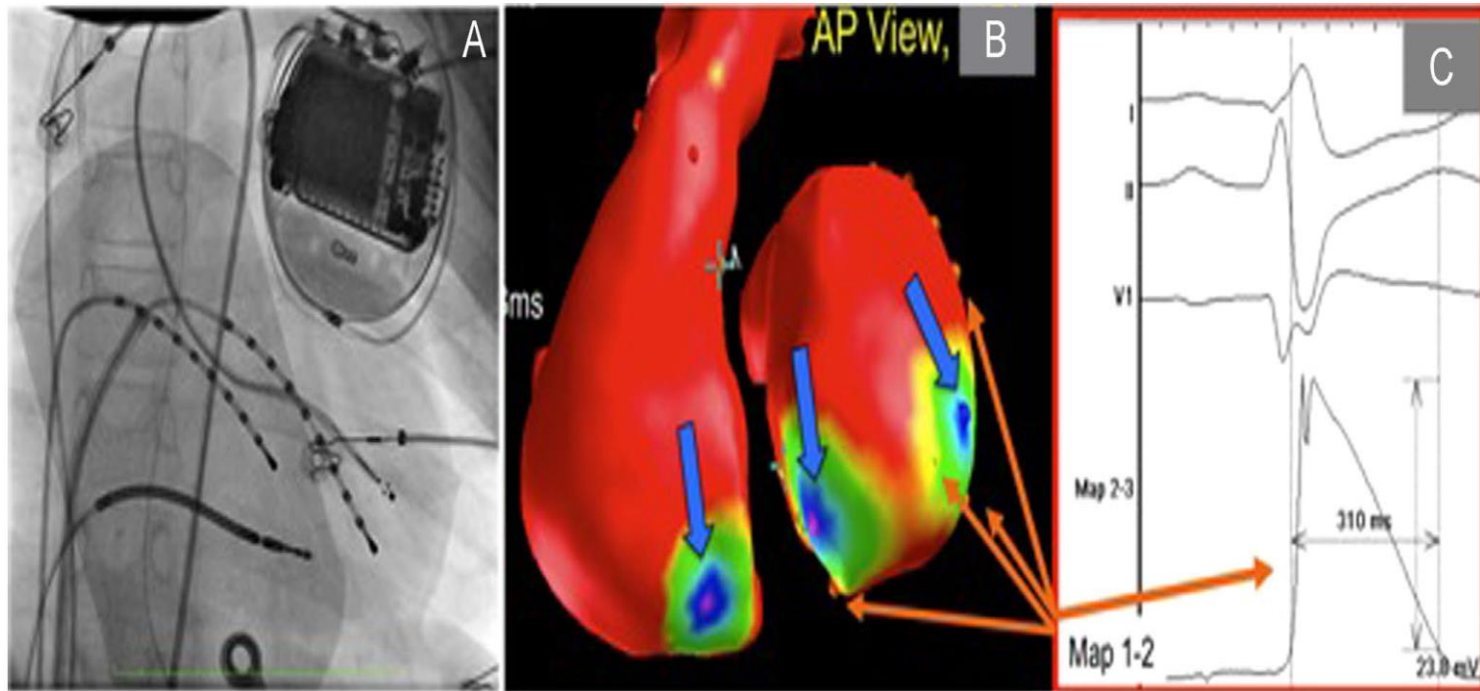 A
AP View,
B
ms
C
I
II
V1
Map 2-3
310 ms
Map 1-2
23.8 mV